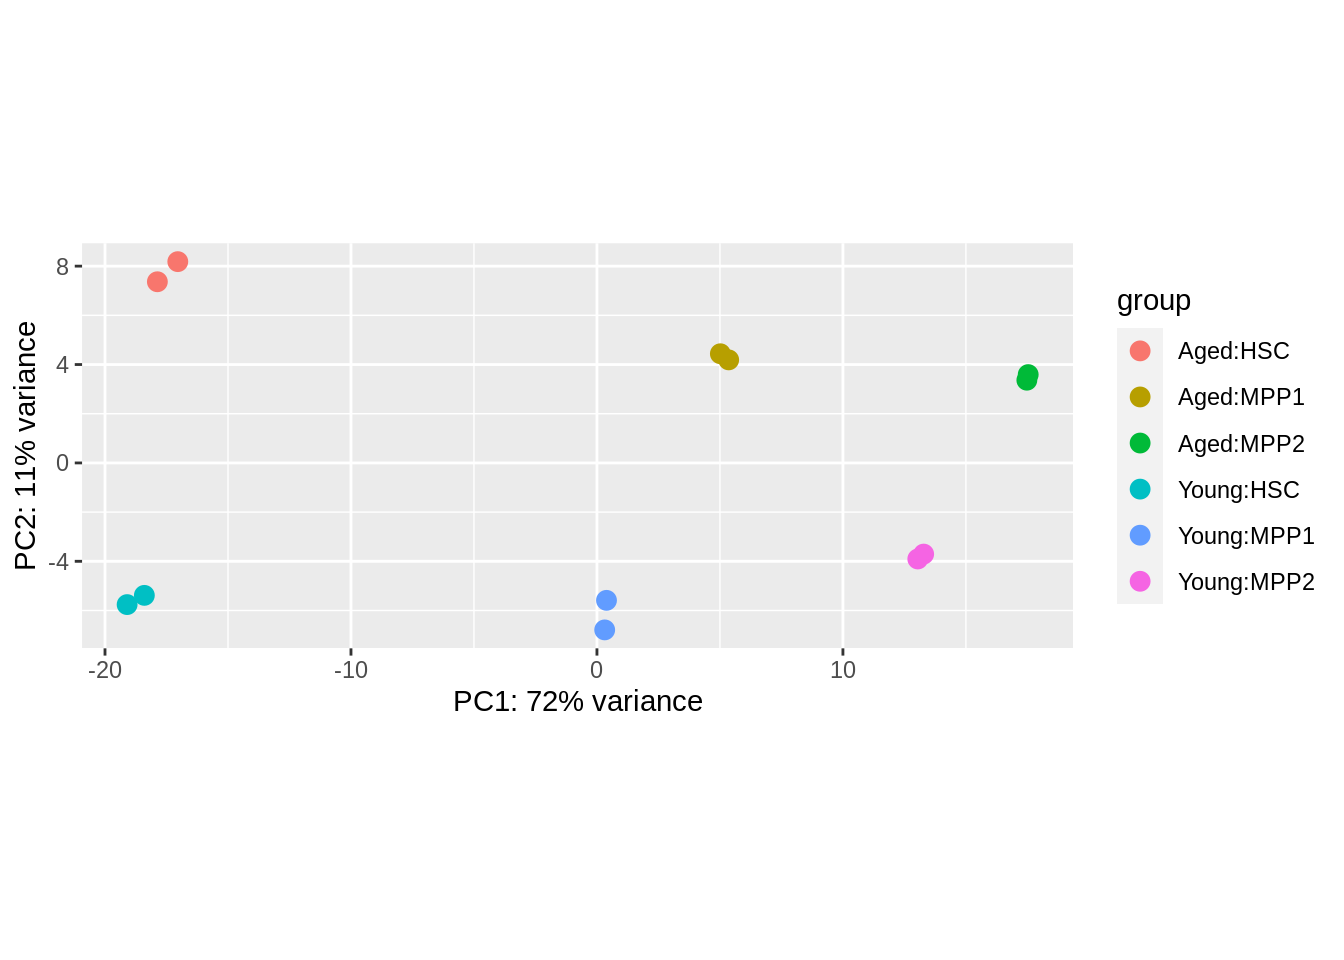 8
4
0
-4
PC2: 11% variance
-20
-10
0
10
PC1: 72% variance
group
Aged:HSC
Aged:MPP1
Aged:MPP2
Young:HSC
Young:MPP1
Young:MPP2